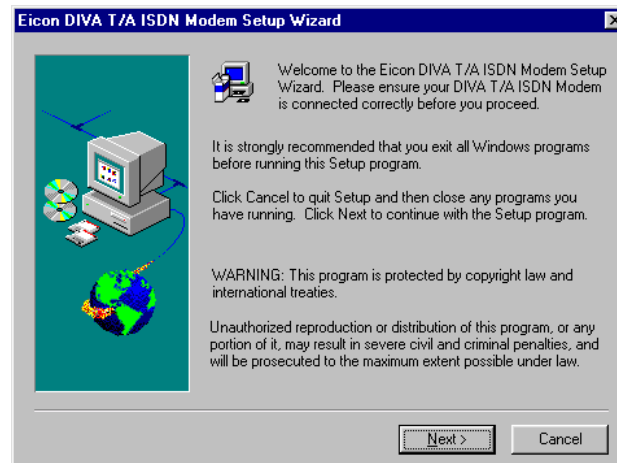 Eicon DIVA T/A ISDN Modem Setup Wizard
Welcome to the Eicon DIVA T/A ISDN Modem Setup
Wizard. Please ensure your DIVA T/A ISDN Modem
is connected correctly before you proceed.
It is strongly recommended that you exit all Windows programs
before running this Setup program.
Click Cancel to quit Setup and then close any programs you
have running. Click Next to continue with the Setup program.
WARNING: This program is protected by copyright law and
international treaties.
Unauthorized reproduction or distribution of this program, or any
portion of it, may result in severe civil and criminal penalties, and
will be prosecuted to the maximum extent possible under law.
Next >
Cancel